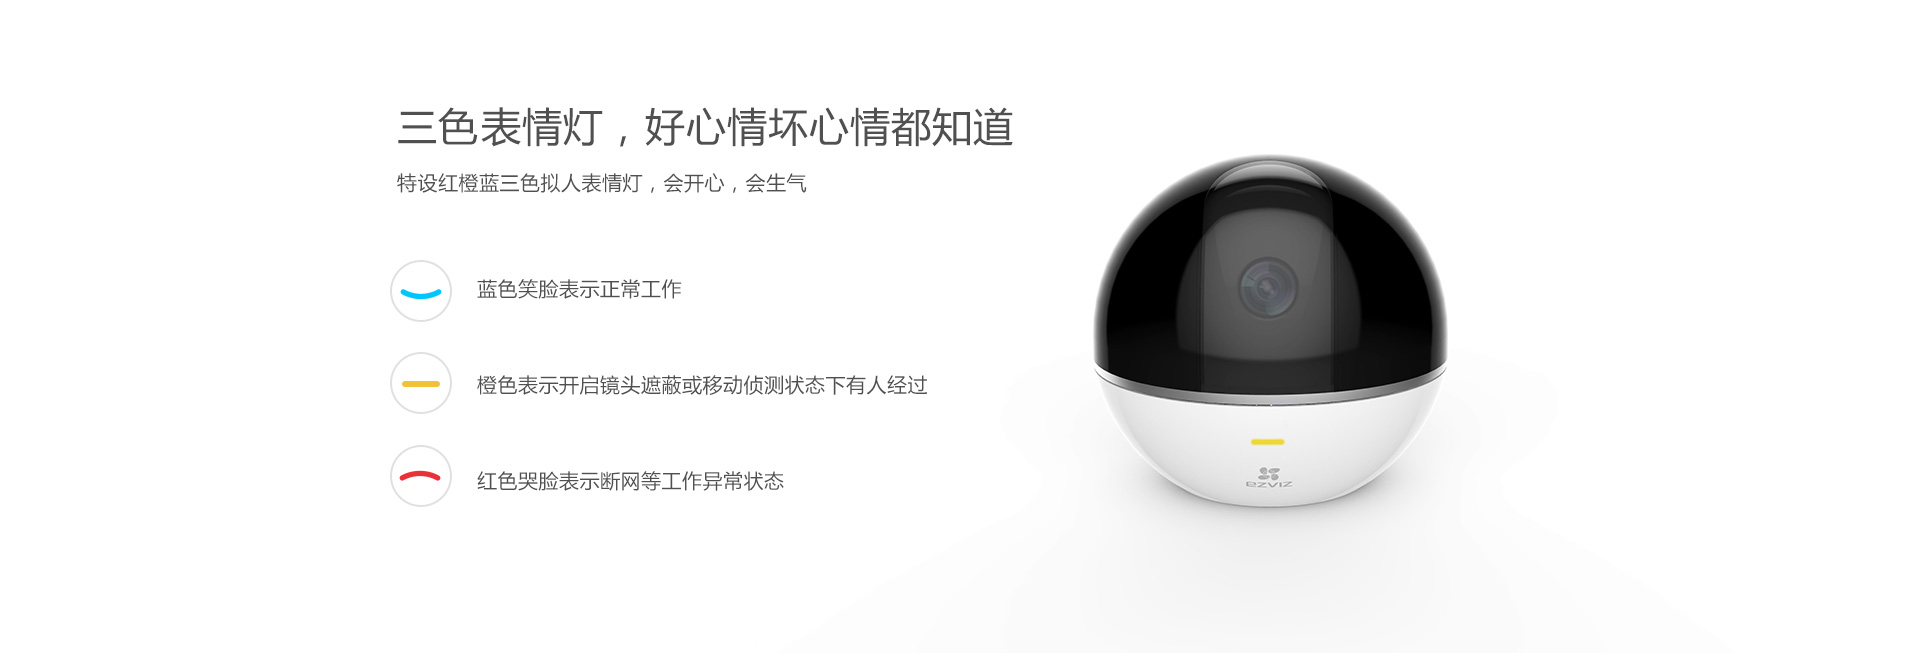 三色表情灯，好心情坏心情都知道
特设红橙蓝三色拟人表情灯，会开心，会生气
蓝色笑脸表示正常工作
橙色表示开启镜头遮蔽或移动侦测状态下有人经过
红色哭脸表示断网等工作异常状态
ezviz